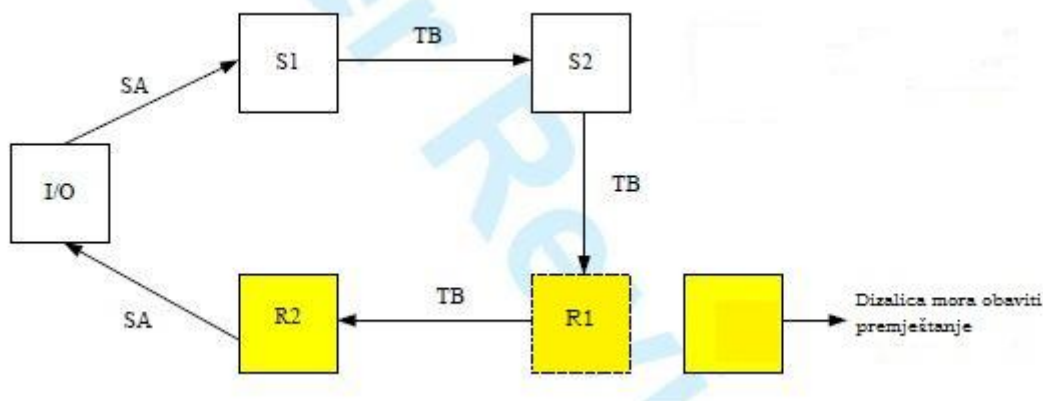 TB
S1
S2
SA
I/O
TB
SA
R2
TB
R1
Dizalica mora obaviti
premještanje